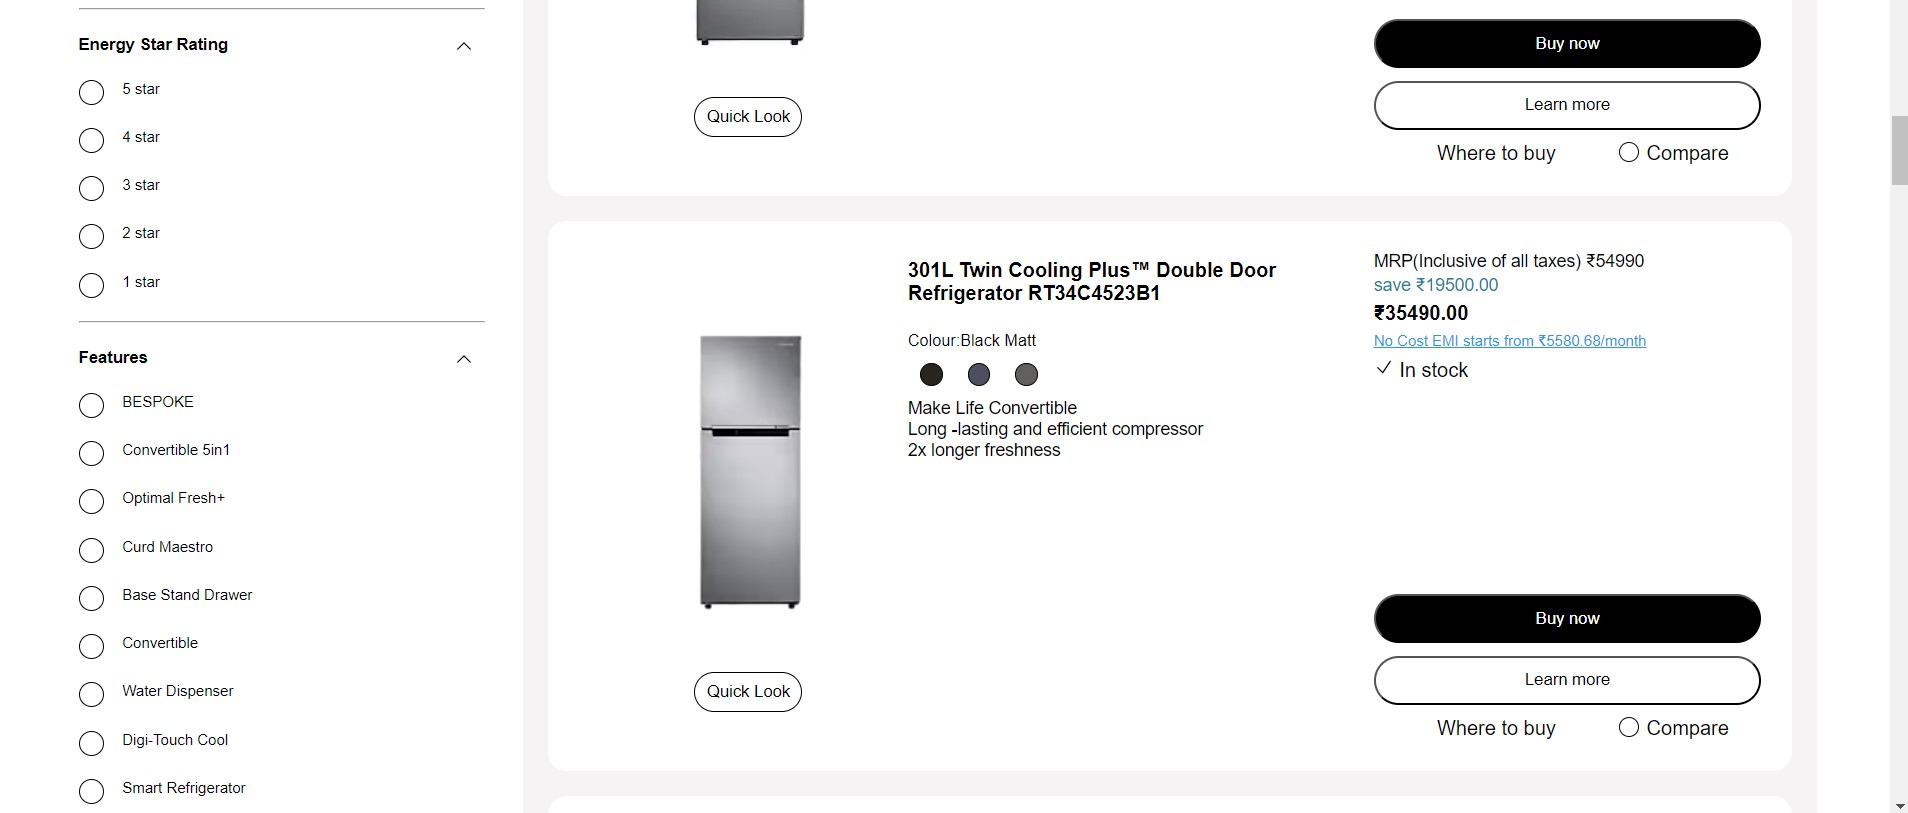 Energy Star Rating
5 star
4 star
3 star
2 star
1 star
Features
BESPOKE
Convertible 5in1
Optimal Fresh+
Curd Maestro
Base Stand Drawer
Convertible
Water Dispenser
Digi-Touch Cool
Smart Refrigerator
Quick Look
Buy now
Learn more
Where to buy
Compare
301L Twin Cooling Plus™ Double Door
Refrigerator RT34C4523B1
Colour:Black Matt
Make Life Convertible
Long -lasting and efficient compressor
2x longer freshness
Quick Look
MRP(Inclusive of all taxes) ₹54990
save ₹19500.00
₹35490.00
No Cost EMI starts from ₹5580.68/month
In stock
Buy now
Learn more
Where to buy
Compare